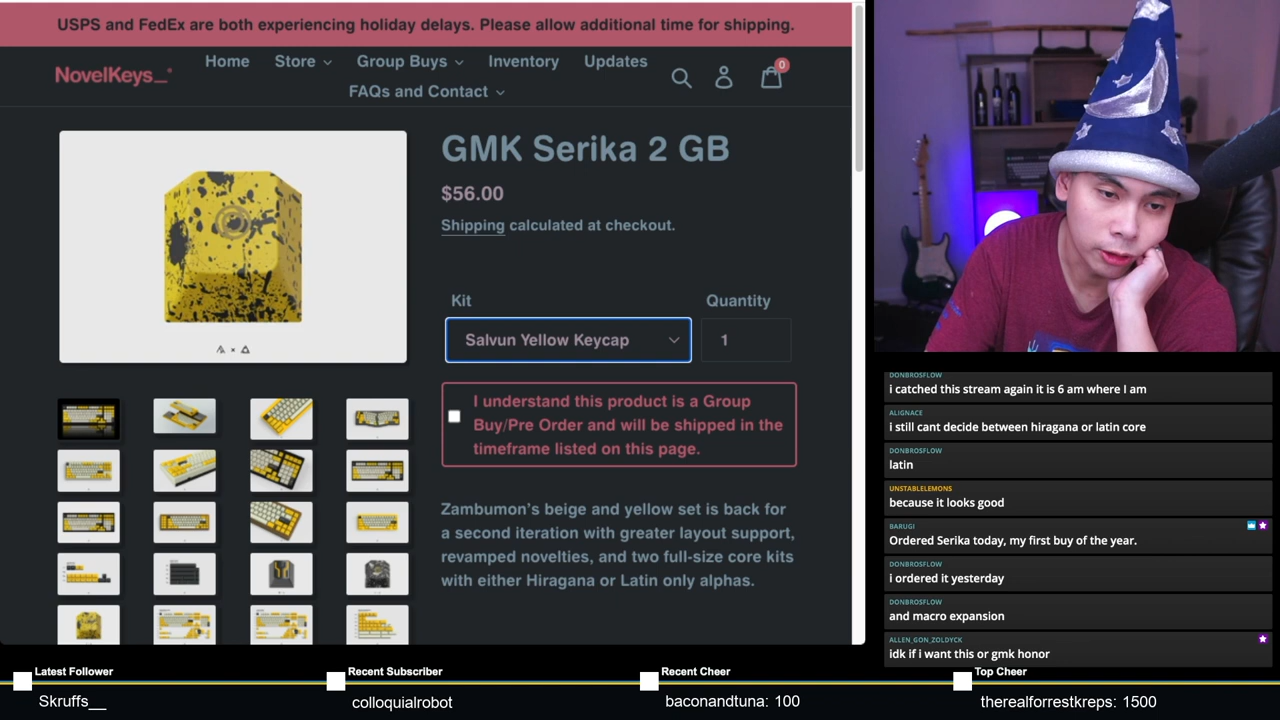 USPS and FedEx are both experiencing holiday delays. Please allow additional time for shipping.
NovelKeys_
Home
Store
Group Buys
Inventory
Updates
FAQs and Contact
0
GMK Serika 2 GB
$56.00
Shipping calculated at checkout.
Kit
Quantity
Salvun Yellow Keycap
1
I understand this product is a Group
Buy/Pre Order and will be shipped in the
timeframe listed on this page.
Zambumon's beige and yellow set is back for
a second iteration with greater layout support,
revamped novelties, and two full-size core kits
with either Hiragana or Latin only alphas.
DONBROSFLOW
i catched this stream again it is 6 am where I am
ALIGNACE
i still cant decide between hiragana or latin core
DONBROSFLOW
latin
UNSTABLELEMONS
because it looks good
BARUGI
Ordered Serika today, my first buy of the year.
DONBROSFLOW
i ordered it yesterday
DONBROSFLOW
and macro expansion
ALLEN_GON_ZOLDYCK
idk if i want this or gmk honor
Latest Follower
Skruffs__
Recent Subscriber
colloquialrobot
Recent Cheer
baconandtuna: 100
Top Cheer
therealforrestkreps: 1500